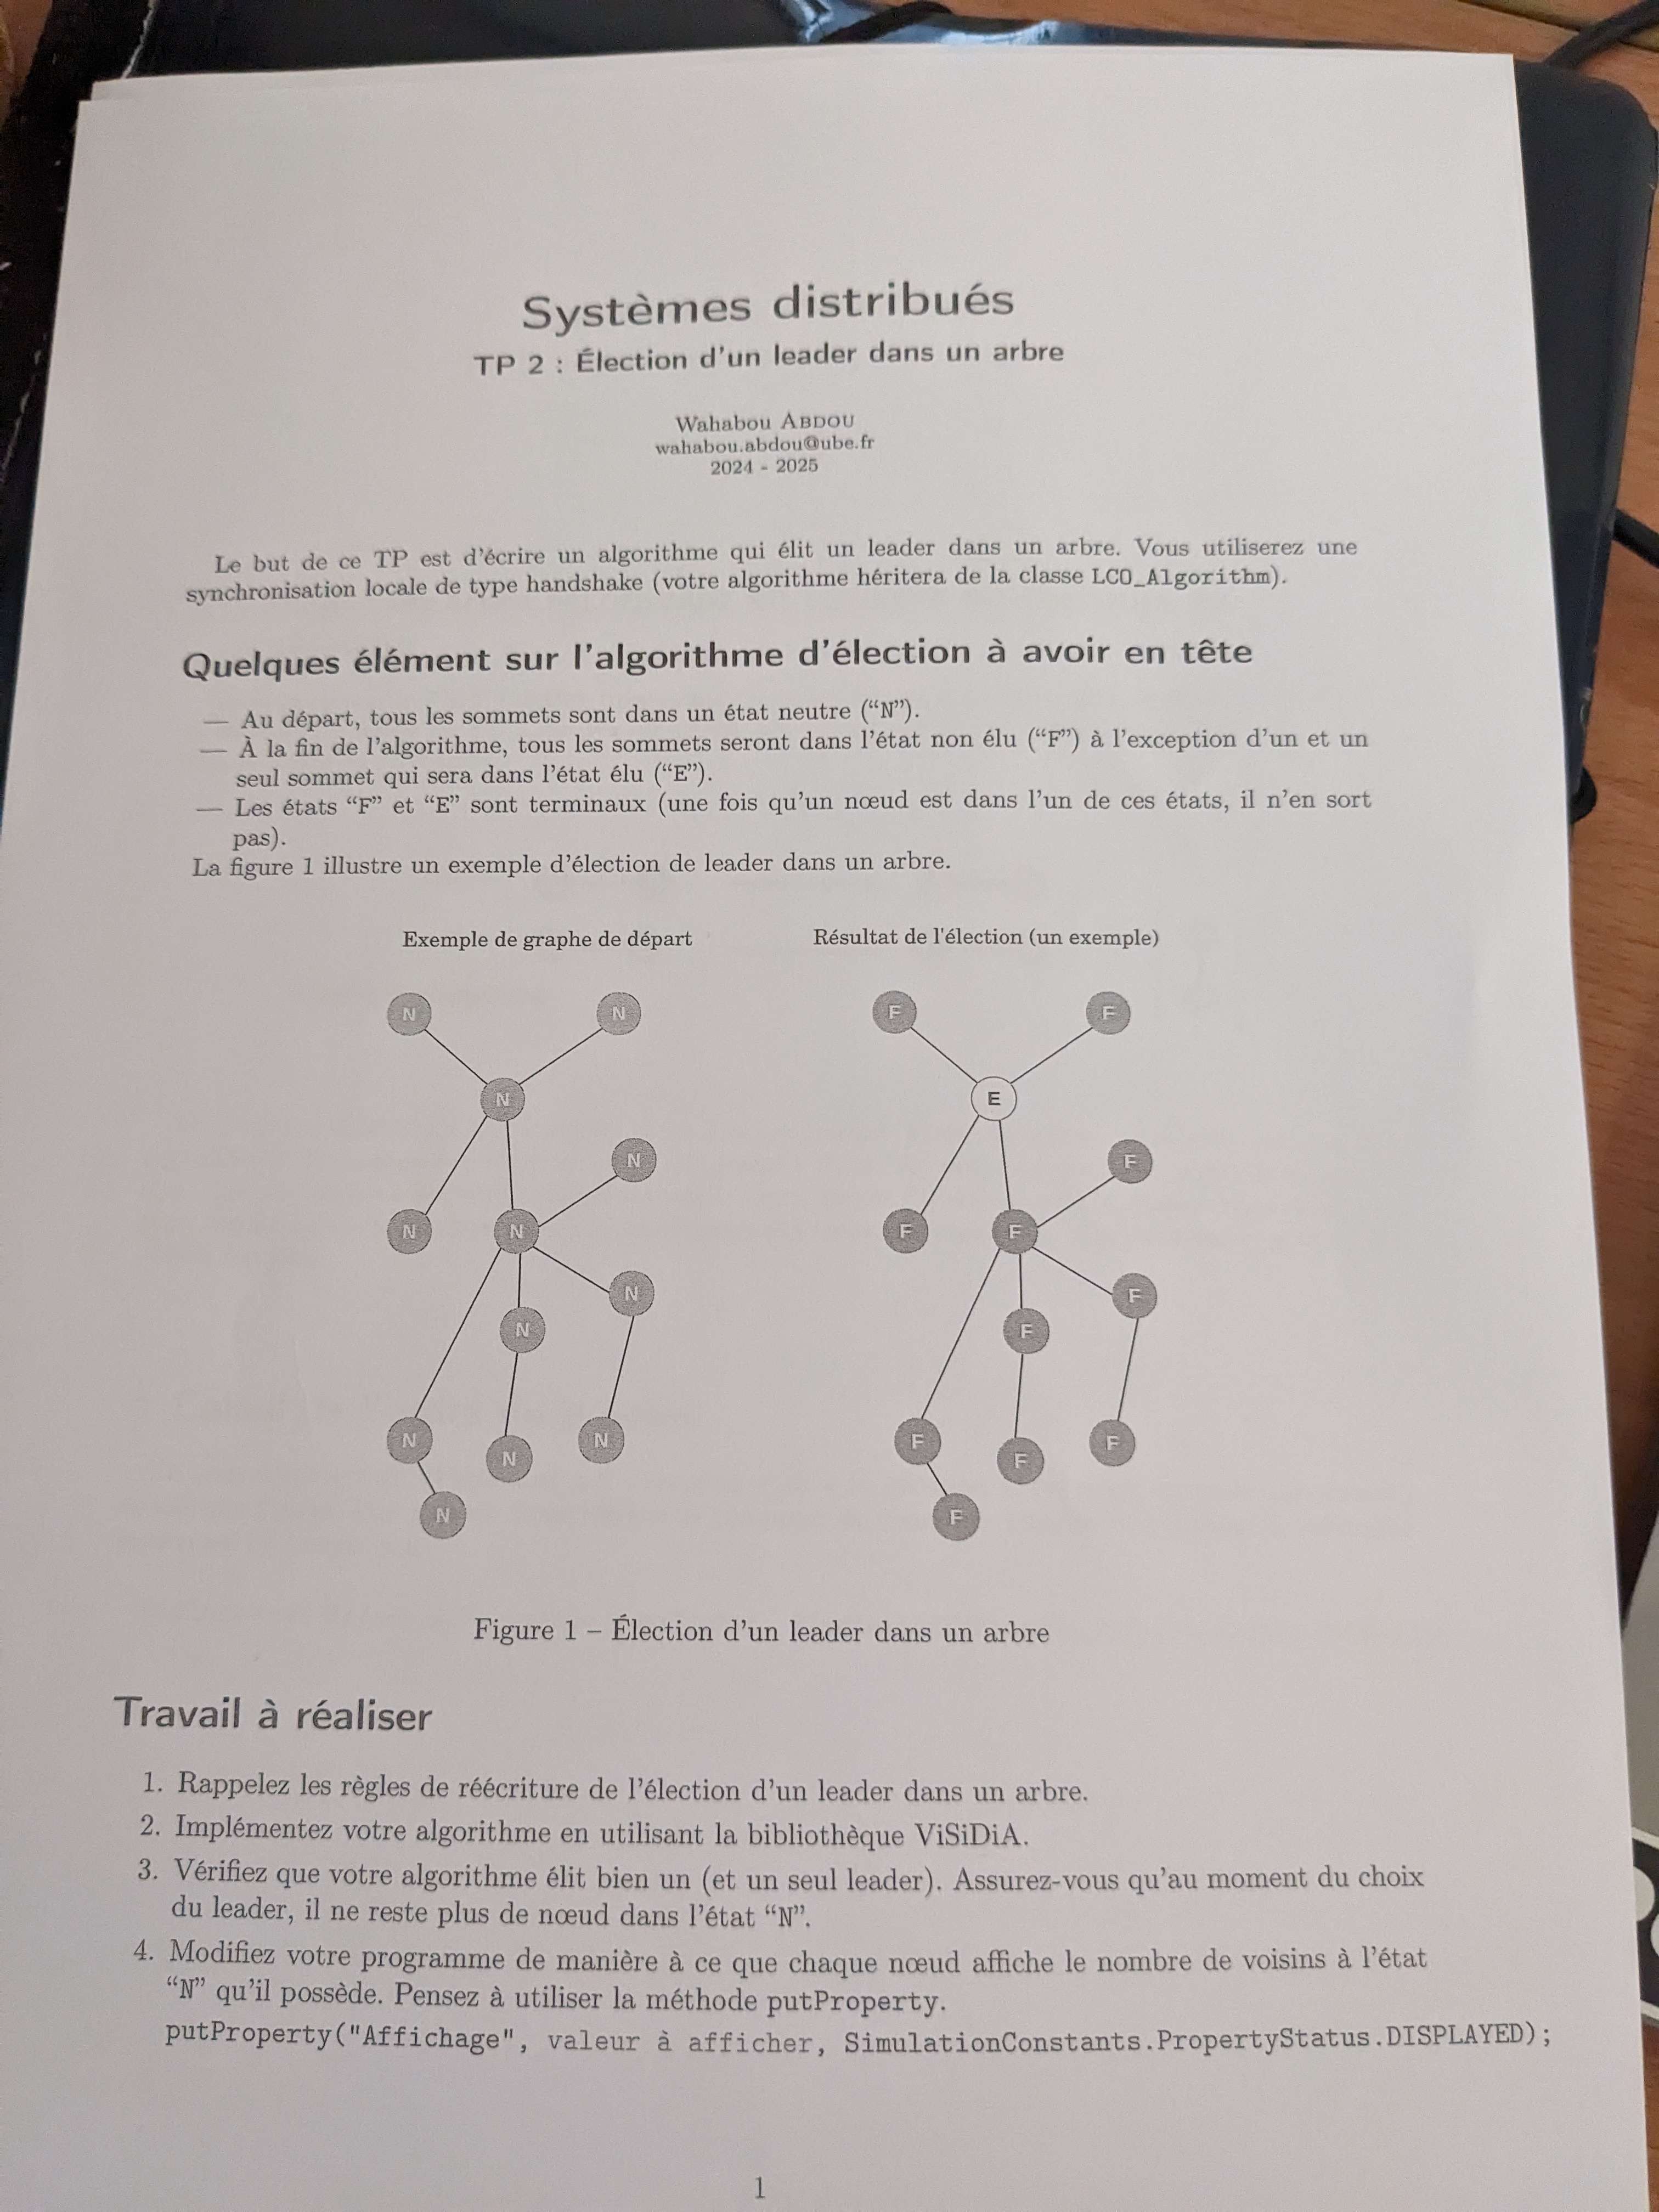 Systèmes distribués
TP 2 : Élection d'un leader dans un arbre
Wahabou ABDOU
wahabou.abdou@ube.fr
2024 - 2025
Le but de ce TP est d'écrire un algorithme qui élit un leader dans un arbre. Vous utiliserez une
synchronisation locale de type handshake (votre algorithme héritera de la classe LC0_Algorithm).
Quelques élément sur l'algorithme d'élection à avoir en tête
— Au départ, tous les sommets sont dans un état neutre (“N”).
— À la fin de l'algorithme, tous les sommets seront dans l'état non élu (“F”) à l'exception d'un et un
seul sommet qui sera dans l'état élu (“E”).
— Les états “F” et “E” sont terminaux (une fois qu'un nœud est dans l'un de ces états, il n'en sort
pas).
La figure 1 illustre un exemple d'élection de leader dans un arbre.
Exemple de graphe de départ
N
N
N
N
N
N
N
N
N
N
N
N
Résultat de l'élection (un exemple)
F
F
E
F
F
F
F
F
F
F
F
F
Figure 1 – Élection d'un leader dans un arbre
Travail à réaliser
1. Rappelez les règles de réécriture de l'élection d'un leader dans un arbre.
2. Implémentez votre algorithme en utilisant la bibliothèque ViSiDiA.
3. Vérifiez que votre algorithme élit bien un (et un seul leader). Assurez-vous qu'au moment du choix
du leader, il ne reste plus de nœud dans l'état “N”.
4. Modifiez votre programme de manière à ce que chaque nœud affiche le nombre de voisins à l'état
“N” qu'il possède. Pensez à utiliser la méthode putProperty.
putProperty("Affichage", valeur à afficher, SimulationConstants.PropertyStatus.DISPLAYED);
1